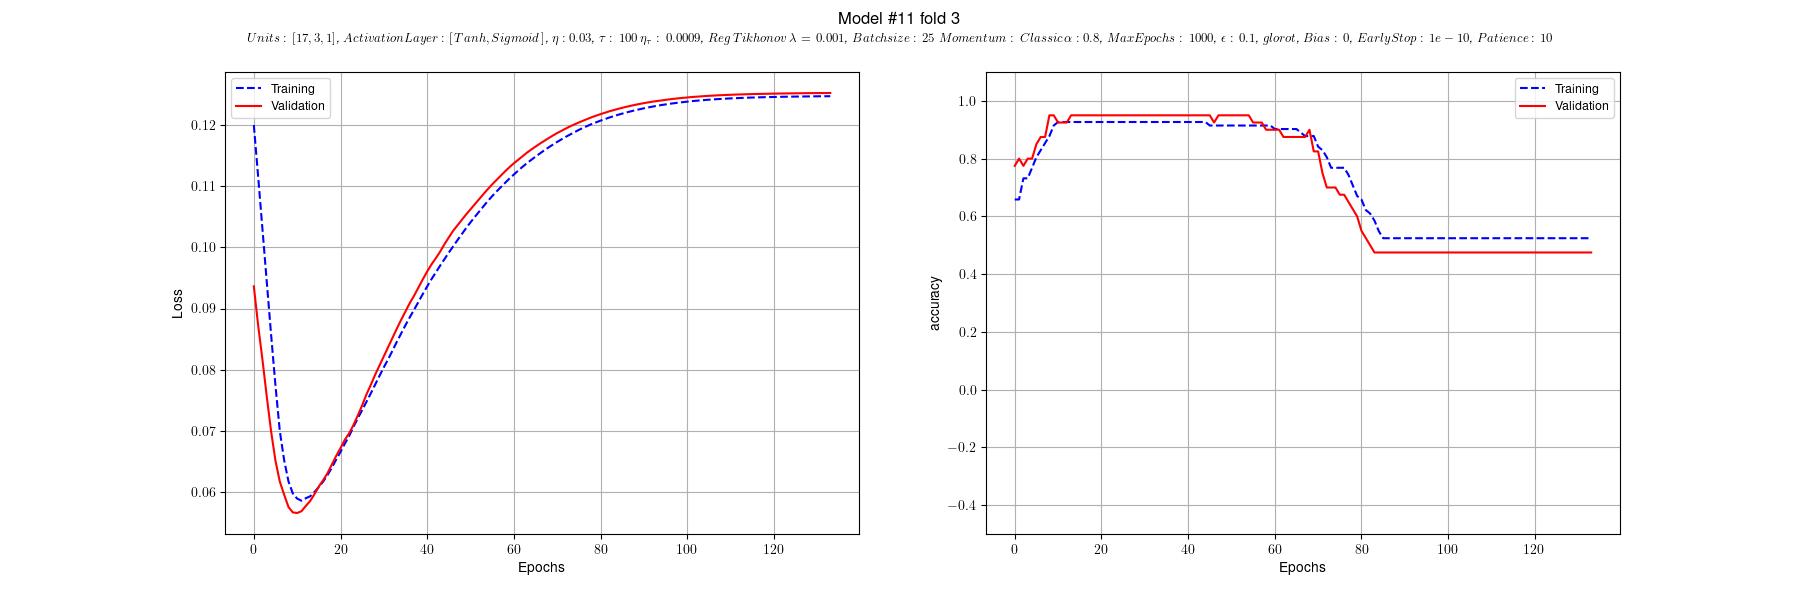 Model #11 fold 3
Units : [17, 3, 1], ActivationLayer : [Tanh, Sigmoid], η : 0.03, τ : 100 η_τ : 0.0009, Reg Tikhonov λ = 0.001, Batchsize : 25 Momentum : Classic α : 0.8, MaxEpochs : 1000, ϵ : 0.1, glorot, Bias : 0, EarlyStop : 1e − 10, Patience : 10
Training
Validation
0.12
0.11
0.10
0.09
0.08
0.07
0.06
Loss
0 20 40 60 80 100 120
Epochs
Training
Validation
1.0
0.8
0.6
0.4
0.2
0.0
−0.2
−0.4
accuracy
0 20 40 60 80 100 120
Epochs